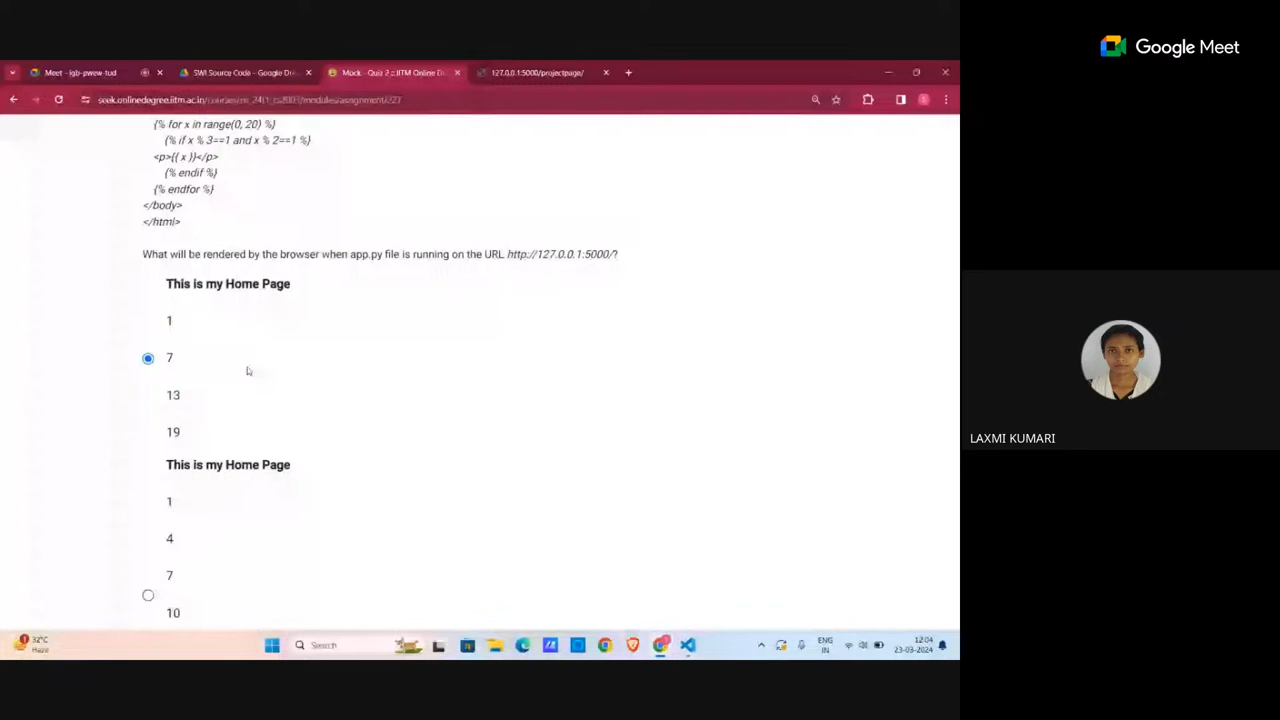 Google Meet
Meet - jgb-pwew-tud
SWI Source Code - Google Dri
Mock - Quiz 2 :: IITM Online D
127.0.0.1:5000/projectpage/
{% for x in range(0, 20) %}
{% if x % 3==1 and x % 2==1 %}
<p>{{ x }}</p>
{% endif %}
{% endfor %}
</body>
</html>
What will be rendered by the browser when app.py file is running on the URL http://127.0.0.1:5000/?
This is my Home Page
1
7
13
19
This is my Home Page
1
4
7
10
LAXMI KUMARI
32°C
Haze
Search
ENG
IN
12:04
23-03-2024